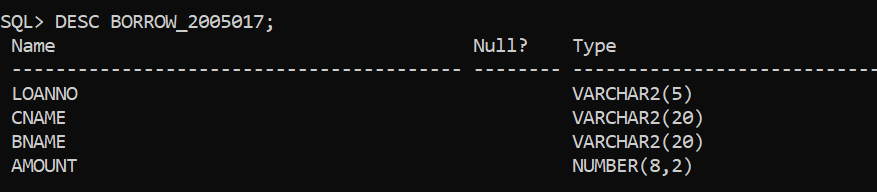 SQL> DESC BORROW_2005017;
Name Null? Type
----------------------------------------- -------- ----------------------------
LOANNO VARCHAR2(5)
CNAME VARCHAR2(20)
BNAME VARCHAR2(20)
AMOUNT NUMBER(8,2)